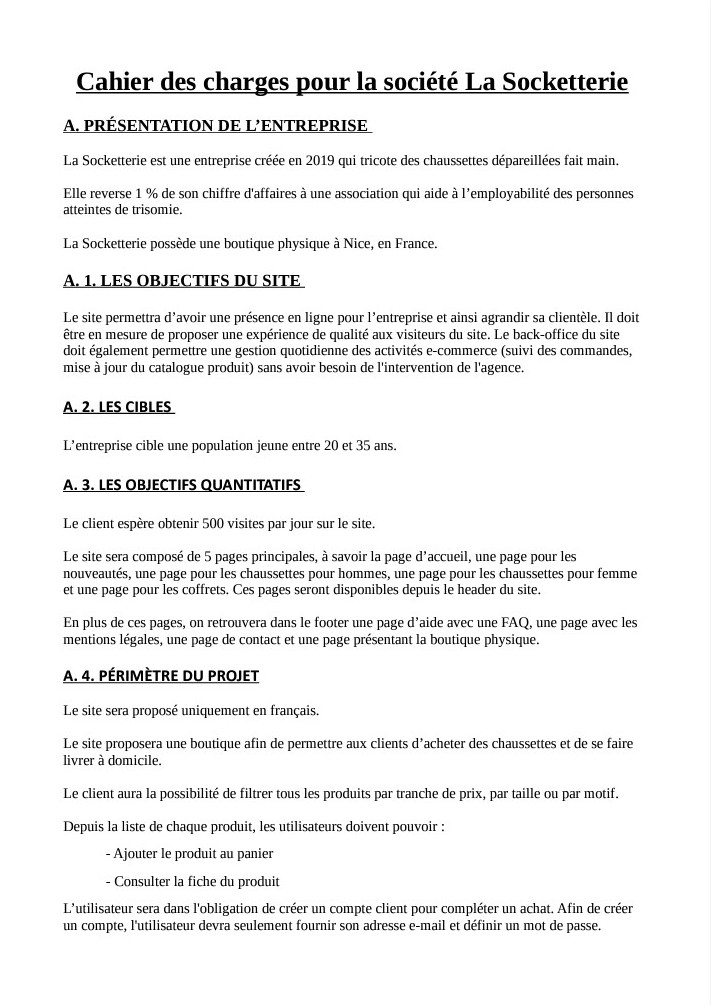 Cahier des charges pour la société La Socketterie
A. PRÉSENTATION DE L’ENTREPRISE
La Socketterie est une entreprise créée en 2019 qui tricote des chaussettes dépareillées fait main.
Elle reverse 1 % de son chiffre d'affaires à une association qui aide à l’employabilité des personnes
atteintes de trisomie.
La Socketterie possède une boutique physique à Nice, en France.
A. 1. LES OBJECTIFS DU SITE
Le site permettra d’avoir une présence en ligne pour l’entreprise et ainsi agrandir sa clientèle. Il doit
être en mesure de proposer une expérience de qualité aux visiteurs du site. Le back-office du site
doit également permettre une gestion quotidienne des activités e-commerce (suivi des commandes,
mise à jour du catalogue produit) sans avoir besoin de l'intervention de l'agence.
A. 2. LES CIBLES
L’entreprise cible une population jeune entre 20 et 35 ans.
A. 3. LES OBJECTIFS QUANTITATIFS
Le client espère obtenir 500 visites par jour sur le site.
Le site sera composé de 5 pages principales, à savoir la page d’accueil, une page pour les
nouveautés, une page pour les chaussettes pour hommes, une page pour les chaussettes pour femme
et une page pour les coffrets. Ces pages seront disponibles depuis le header du site.
En plus de ces pages, on retrouvera dans le footer une page d’aide avec une FAQ, une page avec les
mentions légales, une page de contact et une page présentant la boutique physique.
A. 4. PÉRIMÈTRE DU PROJET
Le site sera proposé uniquement en français.
Le site proposera une boutique afin de permettre aux clients d’acheter des chaussettes et de se faire
livrer à domicile.
Le client aura la possibilité de filtrer tous les produits par tranche de prix, par taille ou par motif.
Depuis la liste de chaque produit, les utilisateurs doivent pouvoir :
- Ajouter le produit au panier
- Consulter la fiche du produit
L’utilisateur sera dans l'obligation de créer un compte client pour compléter un achat. Afin de créer
un compte, l'utilisateur devra seulement fournir son adresse e-mail et définir un mot de passe.